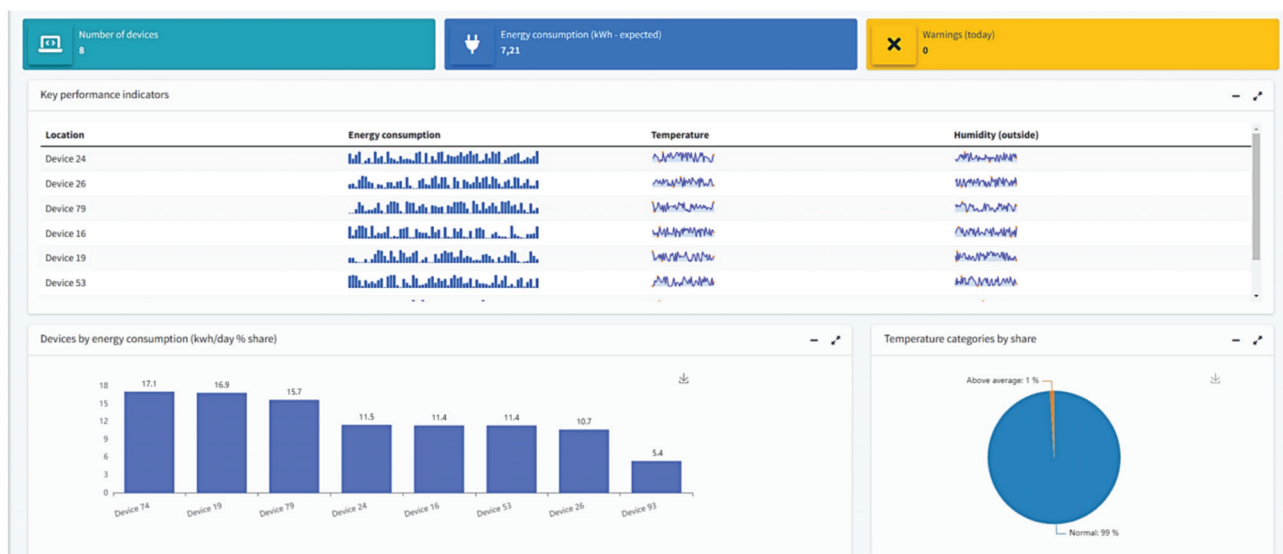 Number of devices
8
Energy consumption (kWh - expected)
7,21
Warnings (today)
0
Key performance indicators
Location Energy consumption Temperature Humidity (outside)
Device 24
Device 26
Device 79
Device 16
Device 19
Device 53
Devices by energy consumption (kwh/day % share)
18
15
12
9
6
3
0
17.1
16.9
15.7
11.5
11.4
11.4
10.7
5.4
Device 74
Device 19
Device 79
Device 24
Device 16
Device 53
Device 26
Device 93
Temperature categories by share
Above average: 1 %
Normal: 99 %